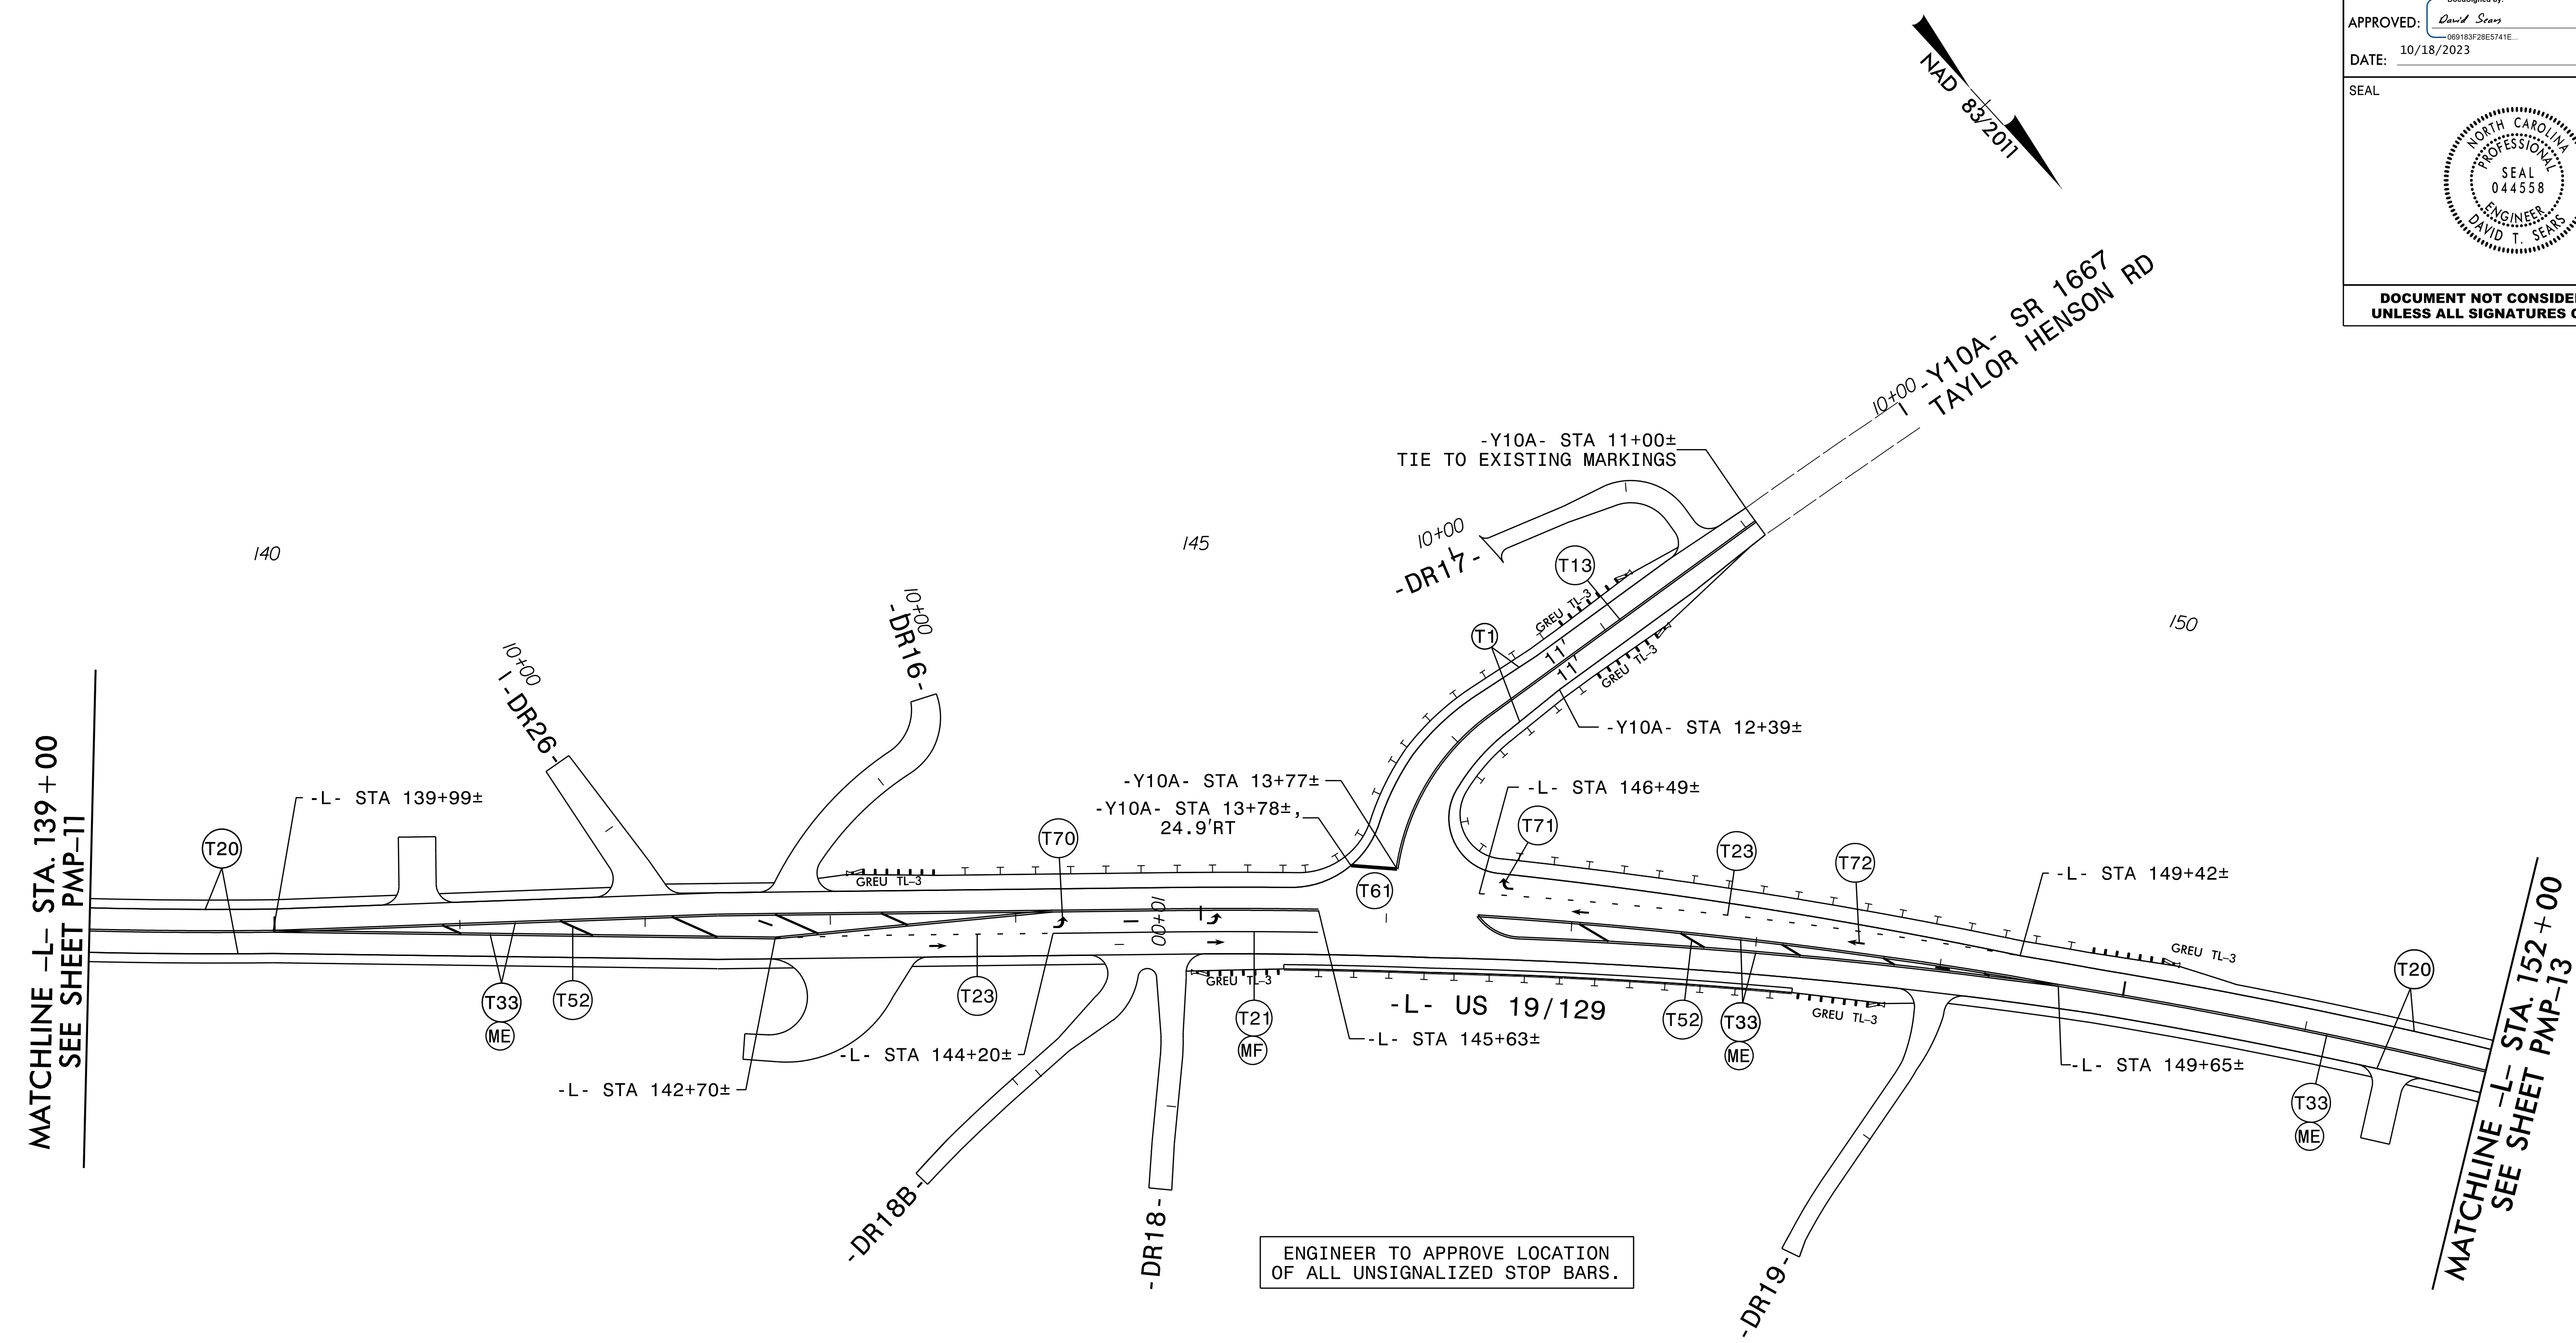 DocuSigned by:
APPROVED: David Sears
069183F28E5741E...
DATE: 10/18/2023
SEAL
NORTH CAROLINA
PROFESSIONAL
SEAL
044558
ENGINEER
DAVID T. SEARS
DOCUMENT NOT CONSIDE
UNLESS ALL SIGNATURES C
NAD 83/2011
-Y10A- SR 1667
TAYLOR HENSON RD
10+00
-Y10A- STA 11+00±
TIE TO EXISTING MARKINGS
10+00
-DR17-
T13
GREU TL-3
T1
11'
11'
GREU TL-3
-Y10A- STA 12+39±
140
145
150
10+00
-DR16-
10+00
-DR26-
MATCHLINE -L- STA. 139+00
SEE SHEET PMP-11
-L- STA 139+99±
T20
-Y10A- STA 13+77±
-Y10A- STA 13+78±,
24.9'RT
-L- STA 146+49±
T70
T71
T23
T72
-L- STA 149+42±
GREU TL-3
T61
10+00
GREU TL-3
T20
T33
ME
T52
T23
GREU TL-3
T21
MF
-L- US 19/129
T52
T33
ME
GREU TL-3
-L- STA 144+20±
-L- STA 145+63±
-L- STA 142+70±
-L- STA 149+65±
T33
ME
MATCHLINE -L- STA. 152+00
SEE SHEET PMP-13
-DR18B-
-DR18-
-DR19-
ENGINEER TO APPROVE LOCATION
OF ALL UNSIGNALIZED STOP BARS.